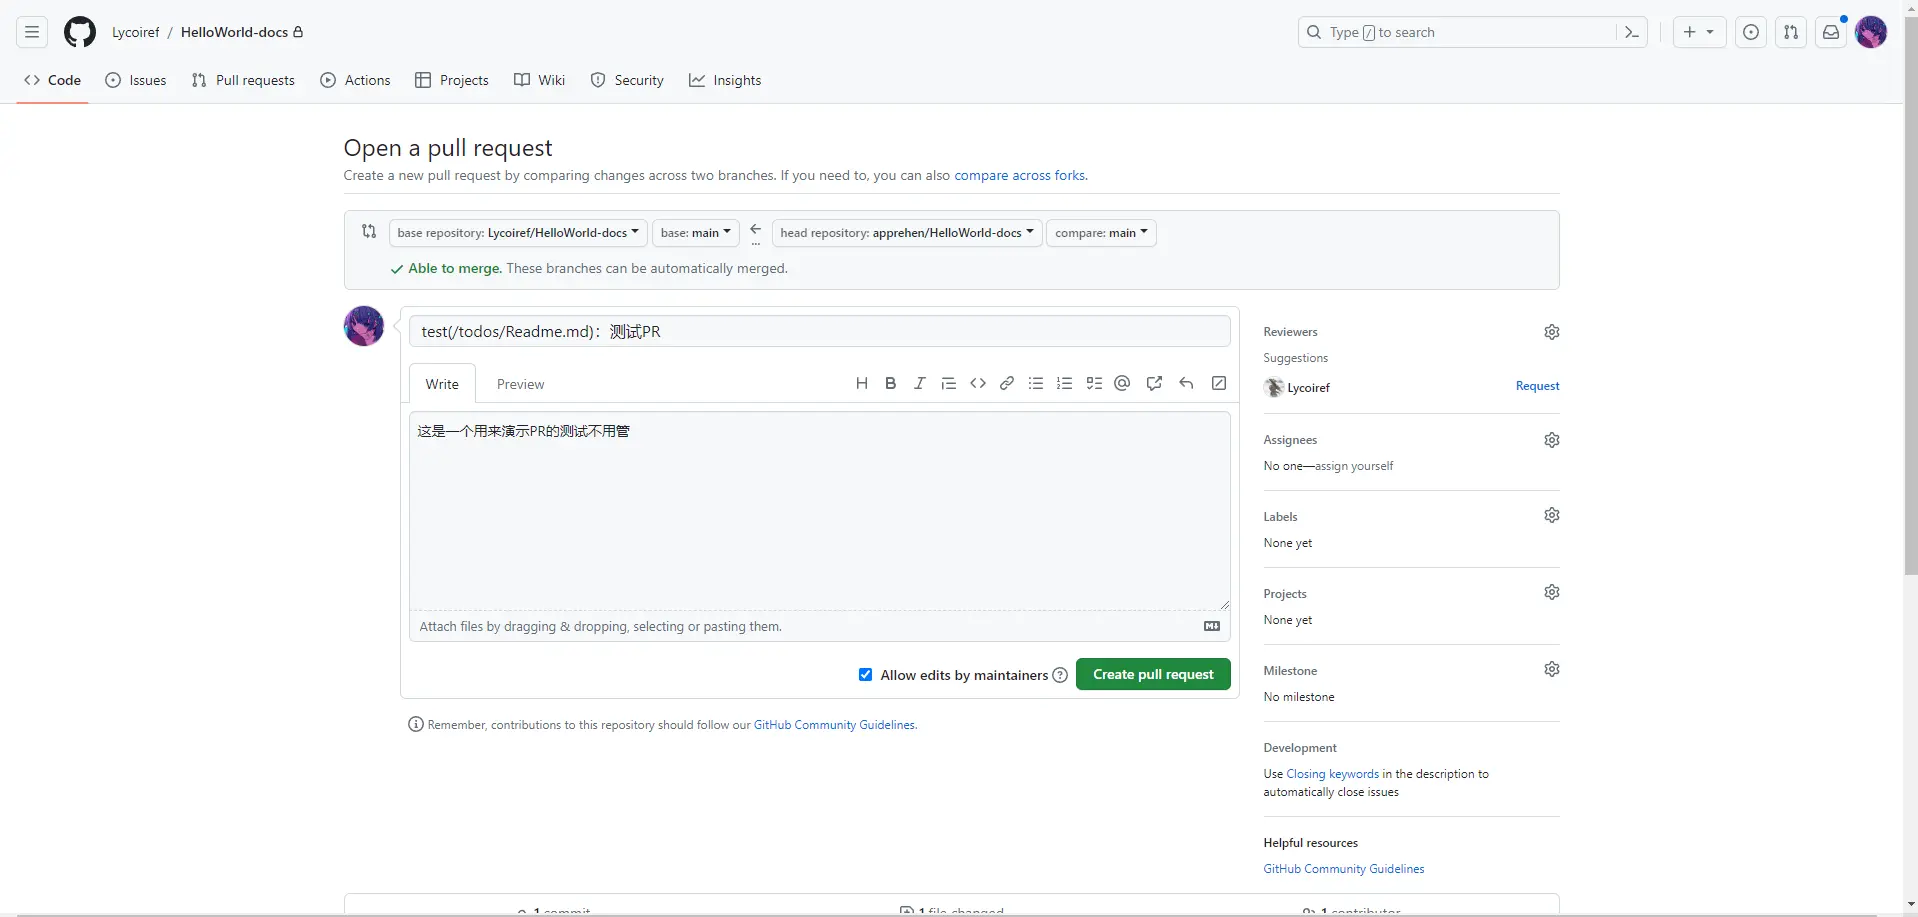 Lycoiref / HelloWorld-docs
Type / to search
Code Issues Pull requests Actions Projects Wiki Security Insights
Open a pull request
Create a new pull request by comparing changes across two branches. If you need to, you can also compare across forks.
base repository: Lycoiref/HelloWorld-docs base: main ... head repository: apprehen/HelloWorld-docs compare: main
Able to merge. These branches can be automatically merged.
test(/todos/Readme.md)：测试PR
Write Preview
这是一个用来演示PR的测试不用管
Attach files by dragging & dropping, selecting or pasting them.
Allow edits by maintainers Create pull request
Remember, contributions to this repository should follow our GitHub Community Guidelines.
Reviewers
Suggestions
Lycoiref Request
Assignees
No one—assign yourself
Labels
None yet
Projects
None yet
Milestone
No milestone
Development
Use Closing keywords in the description to
automatically close issues
Helpful resources
GitHub Community Guidelines
1 commit 1 file changed 1 contributor